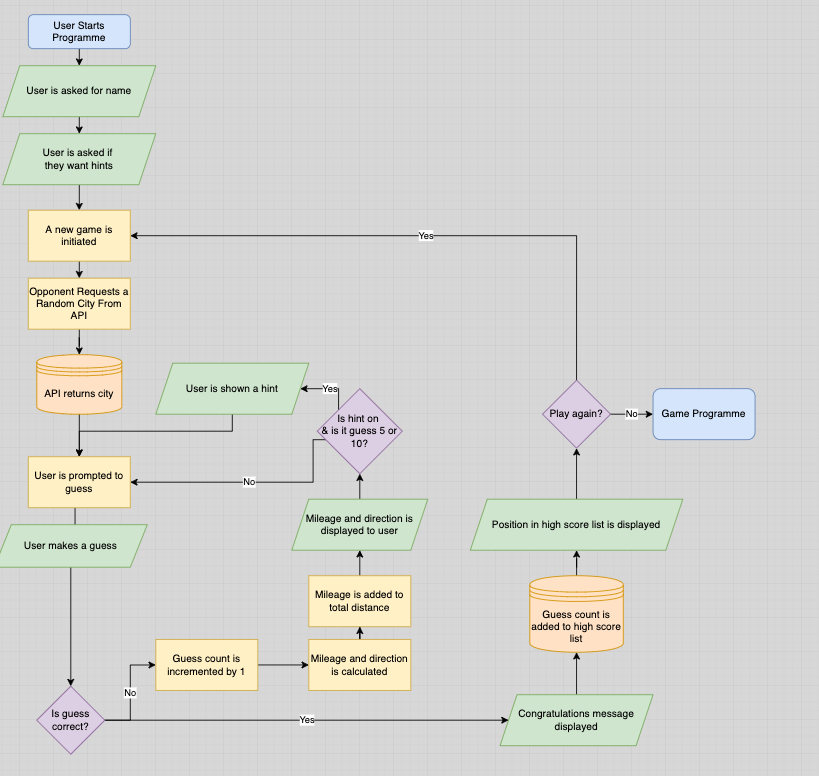 User Starts
Programme
User is asked for name
User is asked if
they want hints
A new game is
initiated
Yes
Opponent Requests a
Random City From
API
API returns city
User is shown a hint
Yes
Is hint on
& is it guess 5 or
10?
Play again?
No
Game Programme
User is prompted to
guess
No
User makes a guess
Mileage and direction is
displayed to user
Position in high score list is displayed
Mileage is added to
total distance
Guess count is
added to high score
list
Guess count is
incremented by 1
Mileage and direction
is calculated
No
Is guess
correct?
Yes
Congratulations message
displayed